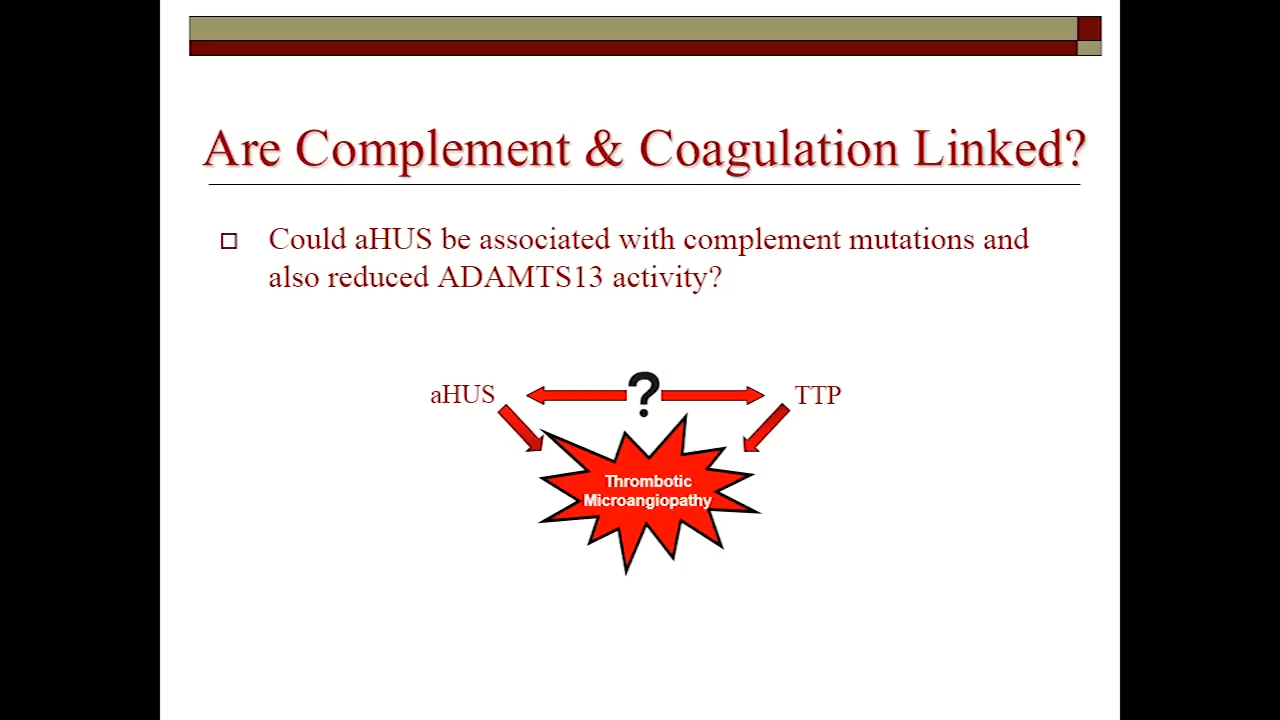 Are Complement & Coagulation Linked?
Could aHUS be associated with complement mutations and
also reduced ADAMTS13 activity?
aHUS ? TTP
Thrombotic
Microangiopathy